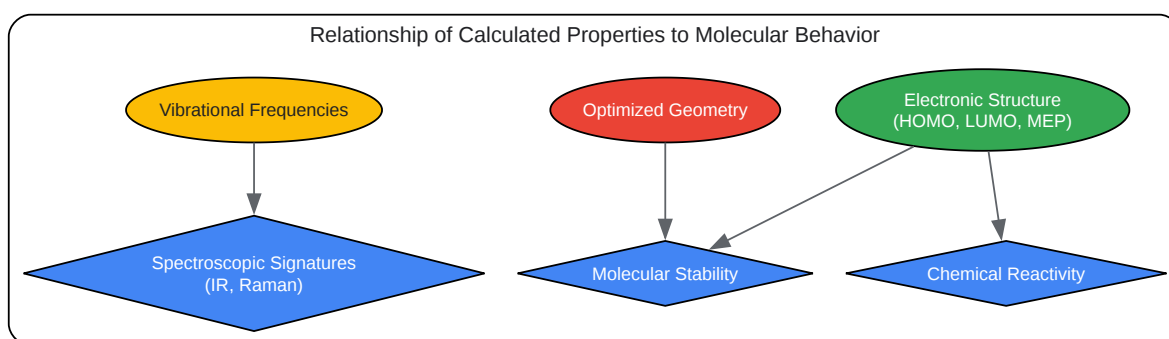 Relationship of Calculated Properties to Molecular Behavior
Vibrational Frequencies
Optimized Geometry
Electronic Structure
(HOMO, LUMO, MEP)
Spectroscopic Signatures
(IR, Raman)
Molecular Stability
Chemical Reactivity